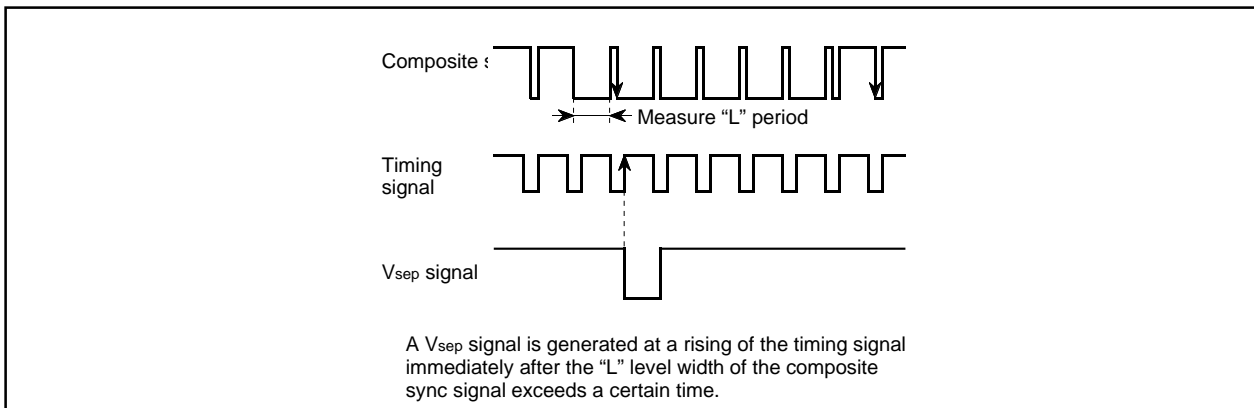 Composite s
Measure “L” period
Timing
signal
Vsep signal
A Vsep signal is generated at a rising of the timing signal
immediately after the “L” level width of the composite
sync signal exceeds a certain time.